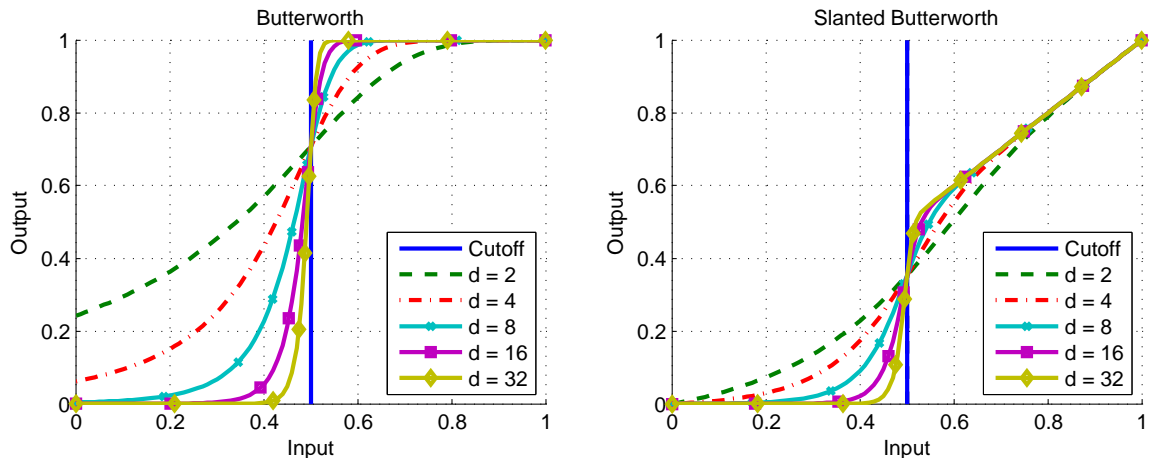 Butterworth
1
0.8
0.6
0.4
0.2
0
0
0.2
0.4
0.6
0.8
1
Output
Input
Cutoff
d = 2
d = 4
d = 8
d = 16
d = 32
Slanted Butterworth
1
0.8
0.6
0.4
0.2
0
0
0.2
0.4
0.6
0.8
1
Output
Input
Cutoff
d = 2
d = 4
d = 8
d = 16
d = 32